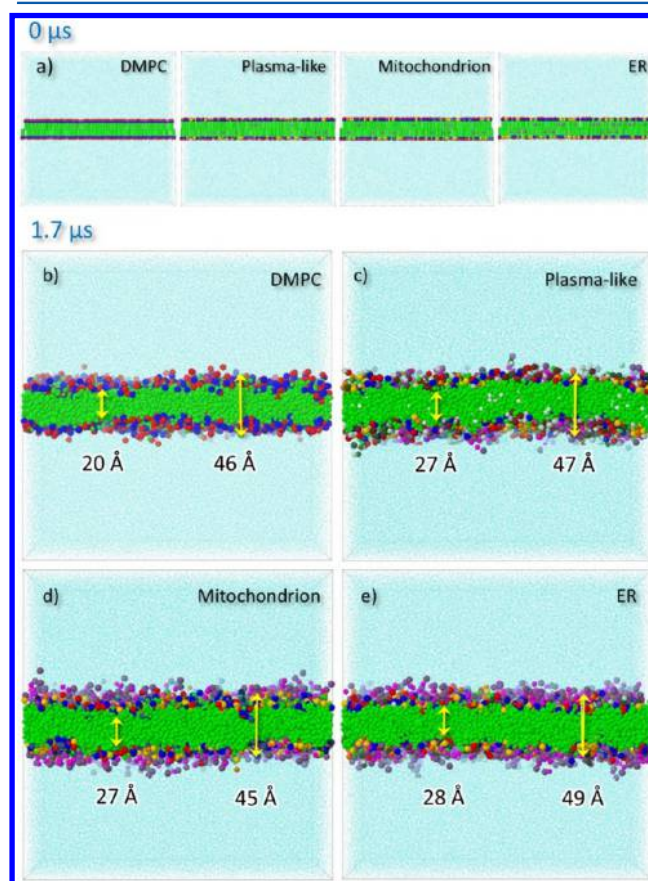 0 μs
a) DMPC Plasma-like Mitochondrion ER
1.7 μs
b) DMPC c) Plasma-like
20 Å 46 Å 27 Å 47 Å
d) Mitochondrion e) ER
27 Å 45 Å 28 Å 49 Å